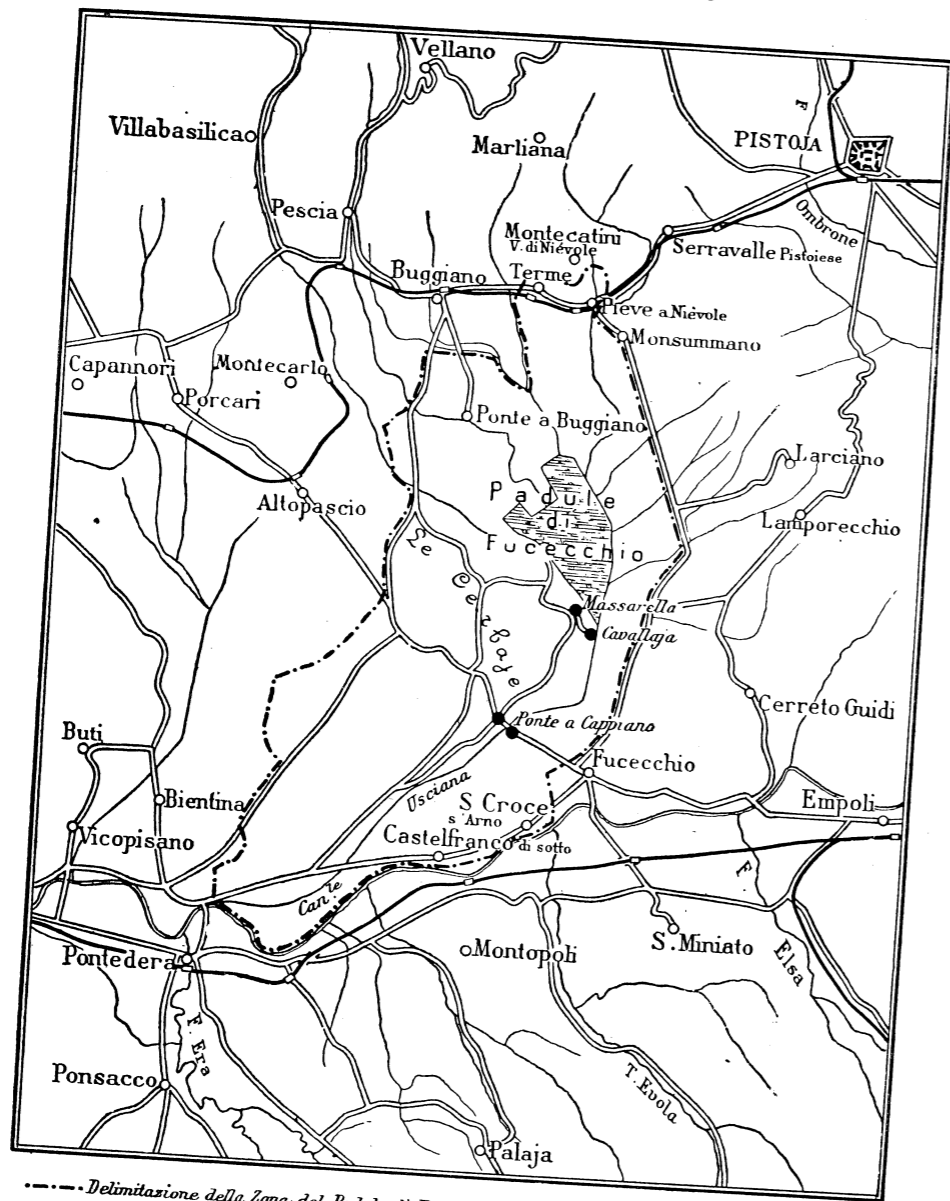 Vellano
Villabasilica
Marliana
PISTOJA
F.
Ombrone
Pescia
Montecatini
V. di Niévole
Serravalle Pistoiese
Buggiano
Terme
Pieve a Niévole
Monsummano
Capannori
Montecarlo
Porcari
Ponte a Buggiano
Larciano
Altopascio
Padule
di
Fucecchio
Lamporecchio
Le Cerbaje
Massarella
Cavallaja
Cerreto Guidi
Ponte a Cappiano
Buti
Fucecchio
Usciana
Bientina
S Croce
s'Arno
Empoli
Vicopisano
Castelfranco di sotto
Can.le
F. Elsa
S. Miniato
Montopoli
Pontedera
F. Era
T. Evola
Ponsacco
Palaja
Delimitazione della Zona del